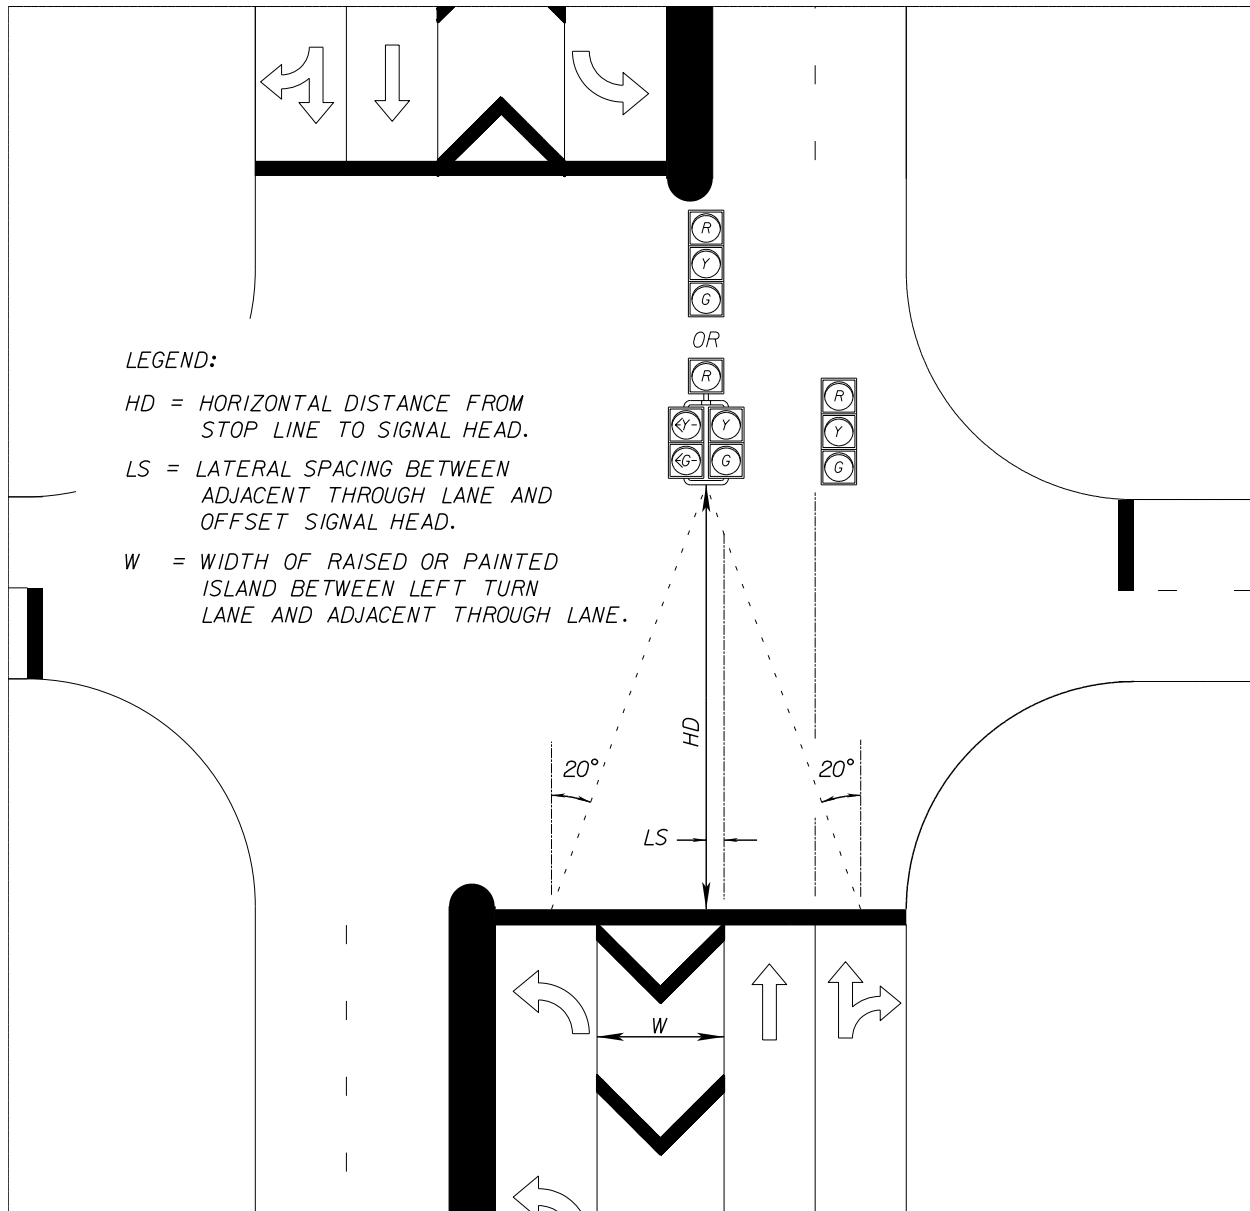 R
Y
G
OR
R
<Y-
Y
<G-
G
R
Y
G
LEGEND:
HD = HORIZONTAL DISTANCE FROM
STOP LINE TO SIGNAL HEAD.
LS = LATERAL SPACING BETWEEN
ADJACENT THROUGH LANE AND
OFFSET SIGNAL HEAD.
W = WIDTH OF RAISED OR PAINTED
ISLAND BETWEEN LEFT TURN
LANE AND ADJACENT THROUGH LANE.
HD
20°
20°
LS
W